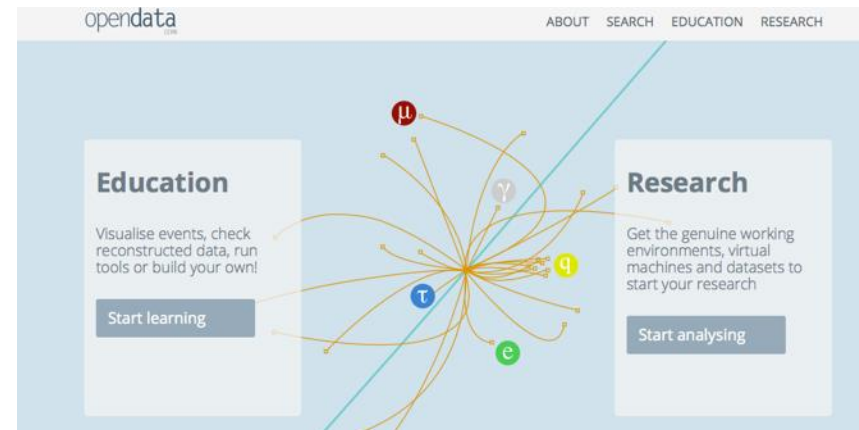 opendata
CERN
ABOUT SEARCH EDUCATION RESEARCH
μ
γ
Education
Visualise events, check
reconstructed data, run
tools or build your own!
Start learning
q
τ
e
Research
Get the genuine working
environments, virtual
machines and datasets to
start your research
Start analysing